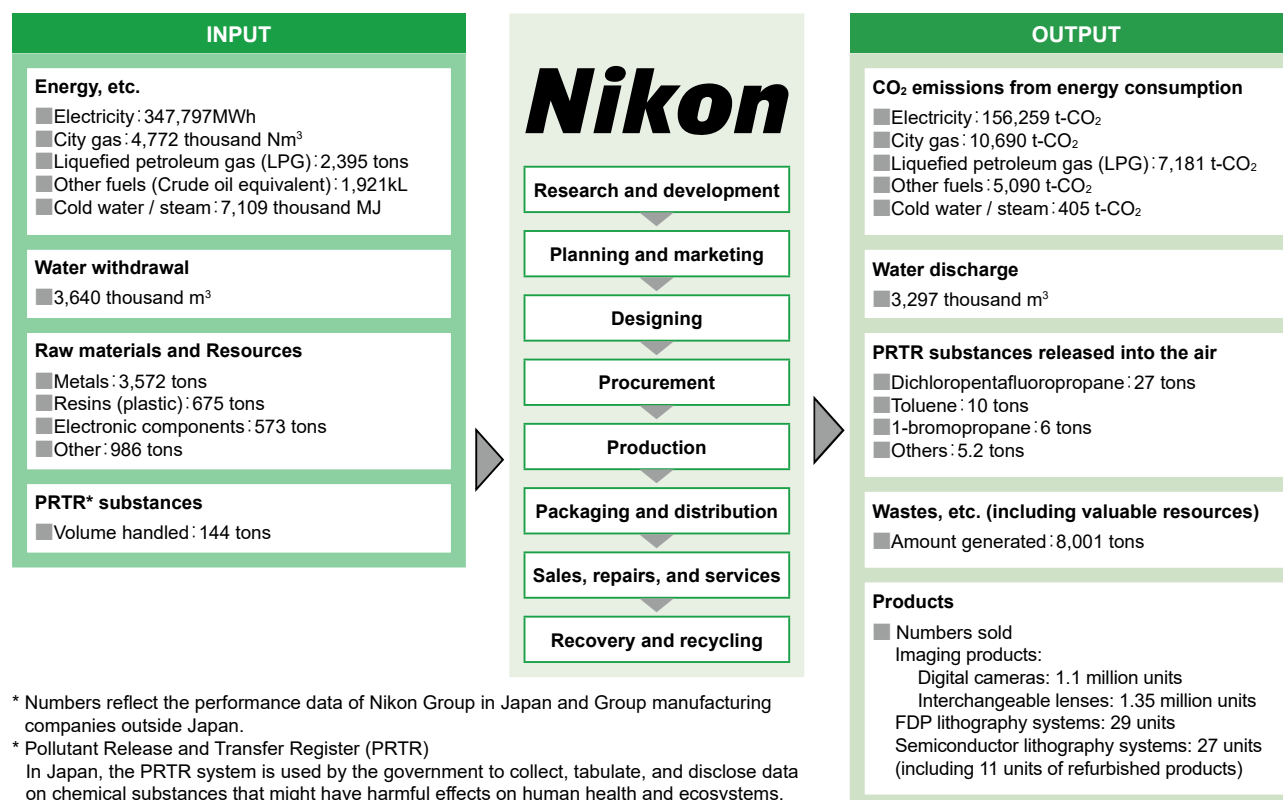 INPUT
Energy, etc.
■Electricity:347,797MWh
■City gas:4,772 thousand Nm³
■Liquefied petroleum gas (LPG):2,395 tons
■Other fuels (Crude oil equivalent):1,921kL
■Cold water / steam:7,109 thousand MJ
Water withdrawal
■3,640 thousand m³
Raw materials and Resources
■Metals:3,572 tons
■Resins (plastic):675 tons
■Electronic components:573 tons
■Other:986 tons
PRTR* substances
■Volume handled:144 tons
Nikon
Research and development
Planning and marketing
Designing
Procurement
Production
Packaging and distribution
Sales, repairs, and services
Recovery and recycling
OUTPUT
CO₂ emissions from energy consumption
■Electricity:156,259 t-CO₂
■City gas:10,690 t-CO₂
■Liquefied petroleum gas (LPG):7,181 t-CO₂
■Other fuels:5,090 t-CO₂
■Cold water / steam:405 t-CO₂
Water discharge
■3,297 thousand m³
PRTR substances released into the air
■Dichloropentafluoropropane:27 tons
■Toluene:10 tons
■1-bromopropane:6 tons
■Others:5.2 tons
Wastes, etc. (including valuable resources)
■Amount generated:8,001 tons
Products
■ Numbers sold
Imaging products:
Digital cameras: 1.1 million units
Interchangeable lenses: 1.35 million units
FDP lithography systems: 29 units
Semiconductor lithography systems: 27 units
(including 11 units of refurbished products)
* Numbers reflect the performance data of Nikon Group in Japan and Group manufacturing
companies outside Japan.
* Pollutant Release and Transfer Register (PRTR)
In Japan, the PRTR system is used by the government to collect, tabulate, and disclose data
on chemical substances that might have harmful effects on human health and ecosystems.